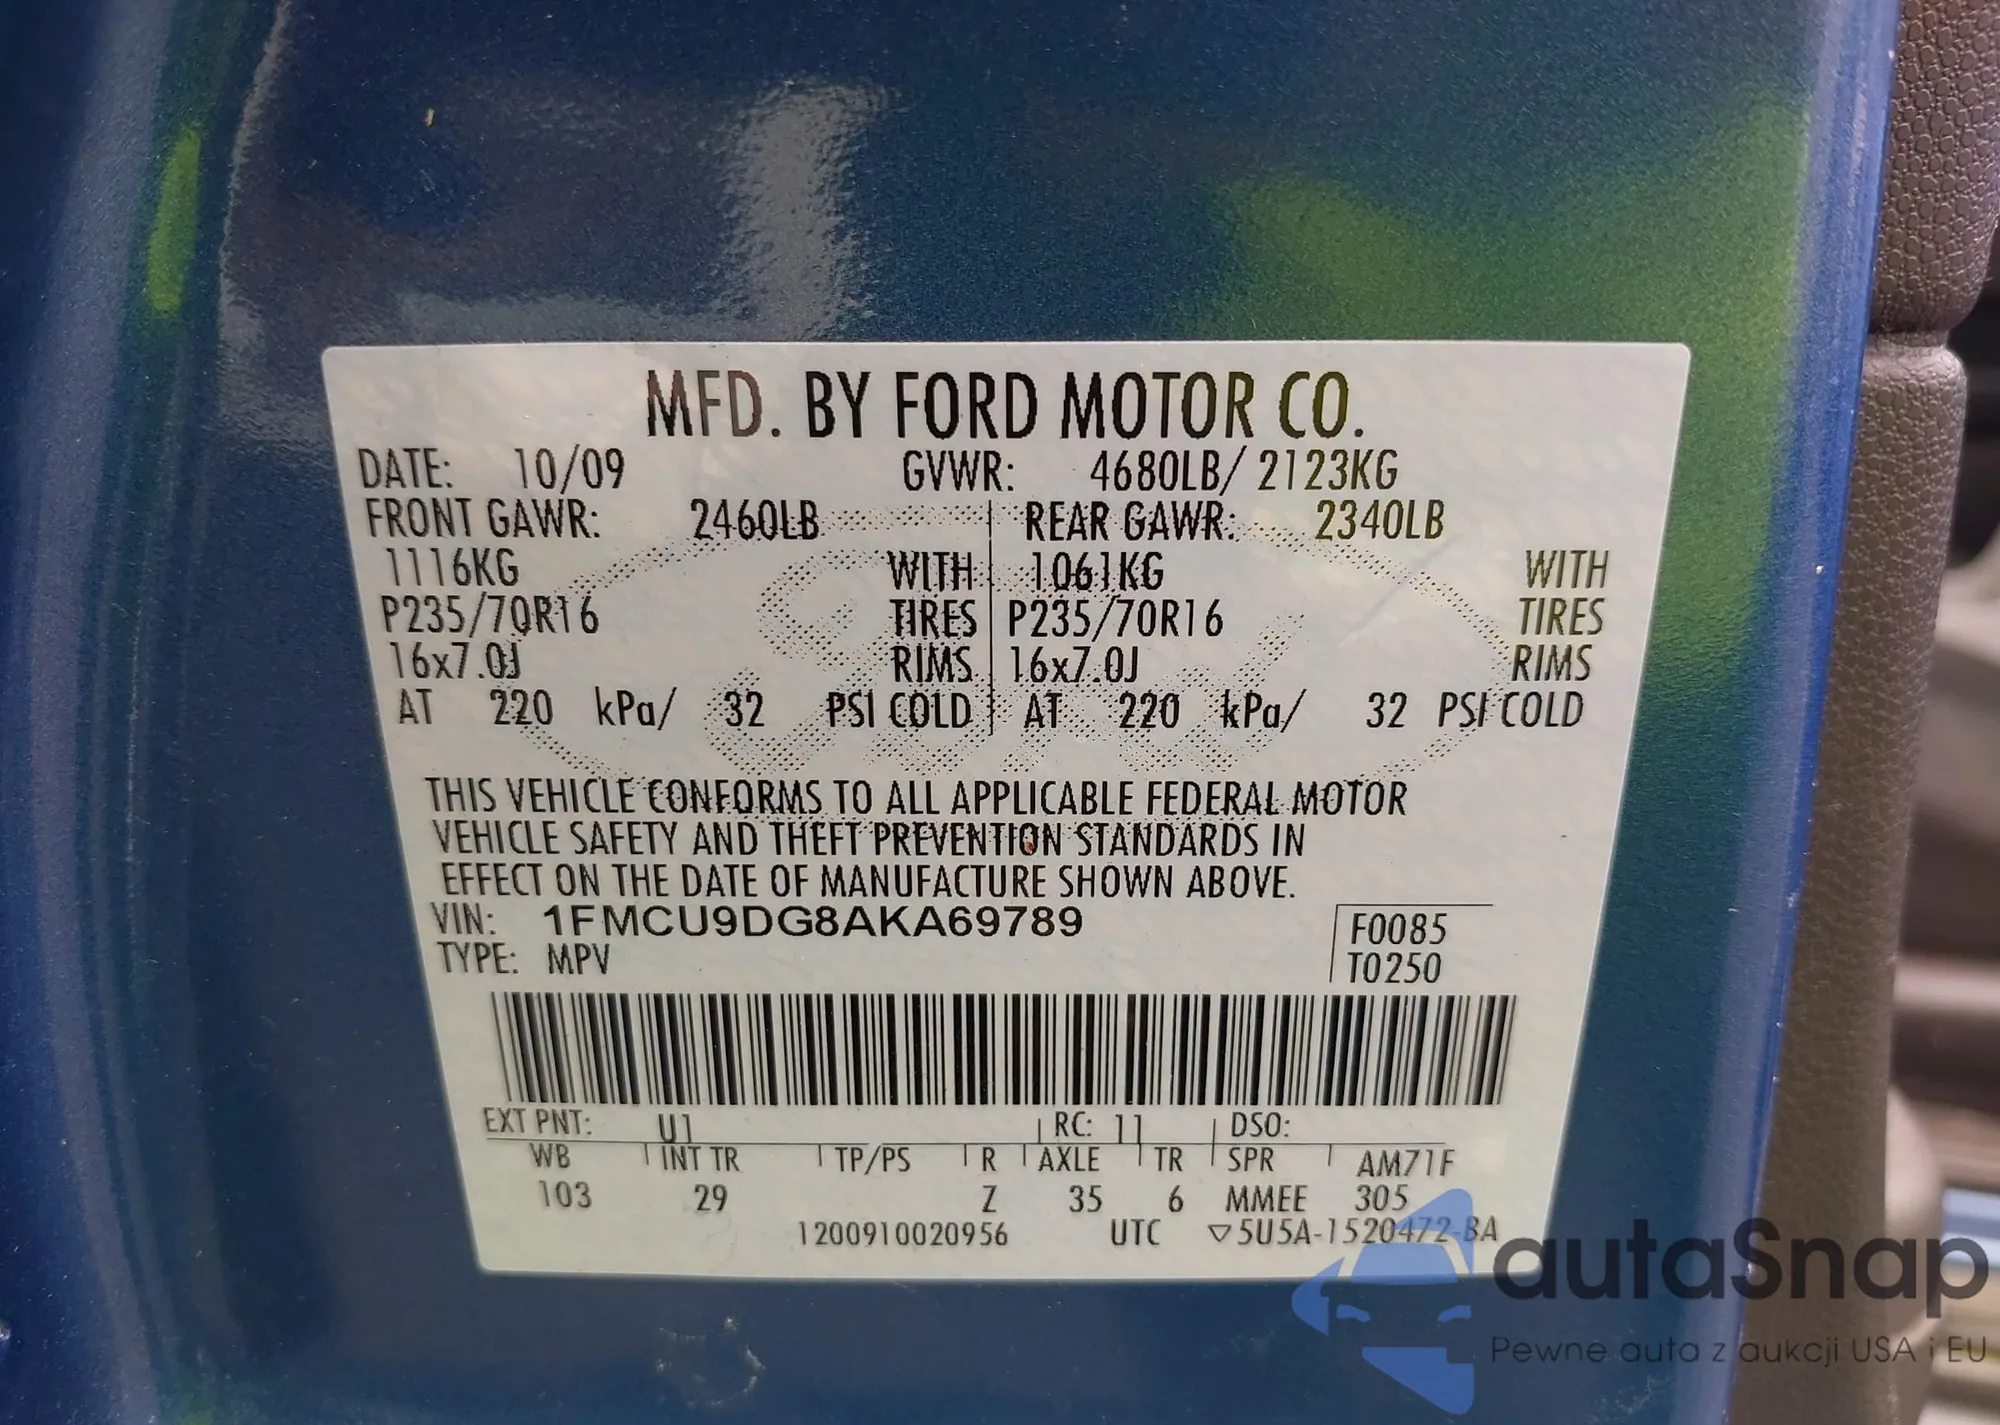 MFD. BY FORD MOTOR CO.
DATE: 10/09 GVWR: 4680LB/ 2123KG
FRONT GAWR: 2460LB REAR GAWR: 2340LB
1116KG WITH 1061KG WITH
P235/70R16 TIRES P235/70R16 TIRES
16x7.0J RIMS 16x7.0J RIMS
AT 220 kPa/ 32 PSI COLD AT 220 kPa/ 32 PSI COLD
THIS VEHICLE CONFORMS TO ALL APPLICABLE FEDERAL MOTOR
VEHICLE SAFETY AND THEFT PREVENTION STANDARDS IN
EFFECT ON THE DATE OF MANUFACTURE SHOWN ABOVE.
VIN: 1FMCU9DG8AKA69789 F0085
TYPE: MPV T0250
EXT PNT: U1 RC: 11 DSO:
WB INT TR TP/PS R AXLE TR SPR AM71F
103 29 Z 35 6 MMEE 305
1200910020956 UTC ▽5U5A-1520472-BA
autaSnap
Pewne auta z aukcji USA i EU